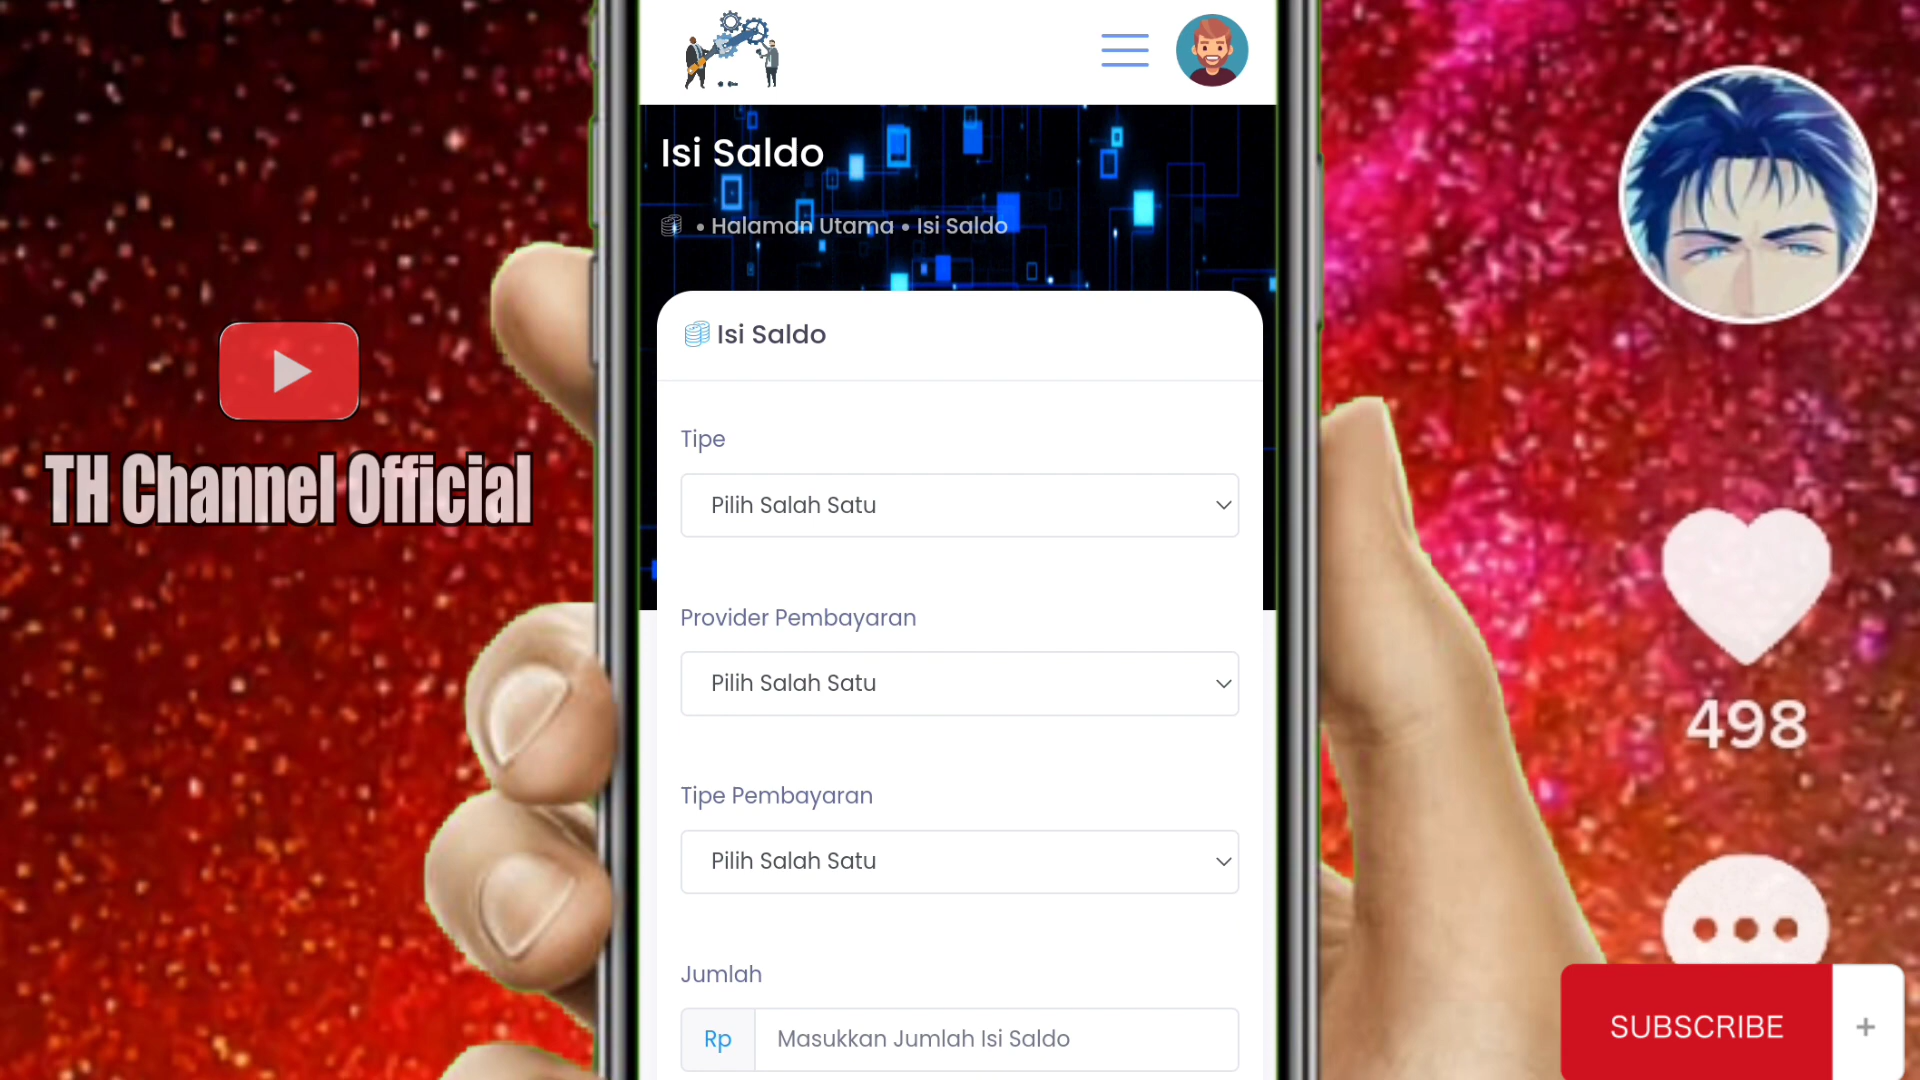 Isi Saldo
• Halaman Utama • Isi Saldo
Isi Saldo
Tipe
Pilih Salah Satu
Provider Pembayaran
Pilih Salah Satu
Tipe Pembayaran
Pilih Salah Satu
Jumlah
Rp Masukkan Jumlah Isi Saldo
TH Channel Official
498
SUBSCRIBE +